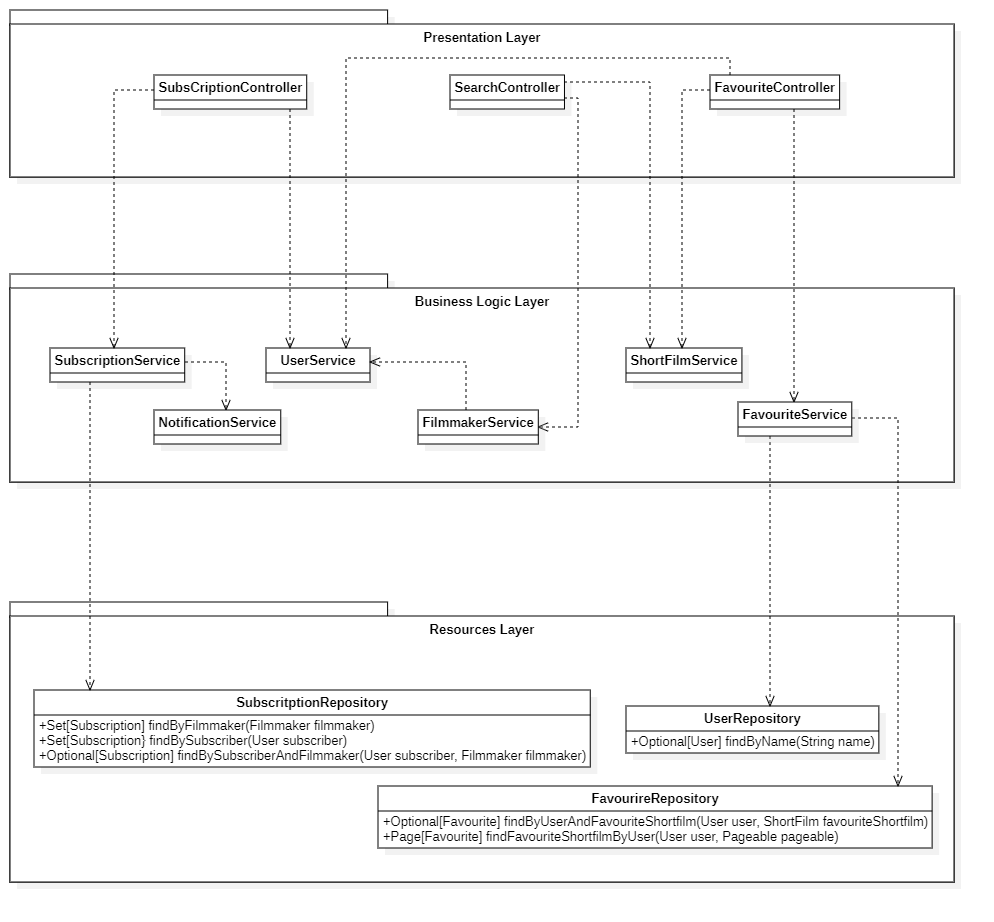 Presentation Layer
SubsCriptionController
SearchController
FavouriteController
Business Logic Layer
SubscriptionService
UserService
ShortFilmService
NotificationService
FilmmakerService
FavouriteService
Resources Layer
SubscritptionRepository
+Set[Subscription] findByFilmmaker(Filmmaker filmmaker)
+Set[Subscription} findBySubscriber(User subscriber)
+Optional[Subscription] findBySubscriberAndFilmmaker(User subscriber, Filmmaker filmmaker)
UserRepository
+Optional[User] findByName(String name)
FavourireRepository
+Optional[Favourite] findByUserAndFavouriteShortfilm(User user, ShortFilm favouriteShortfilm)
+Page[Favourite] findFavouriteShortfilmByUser(User user, Pageable pageable)